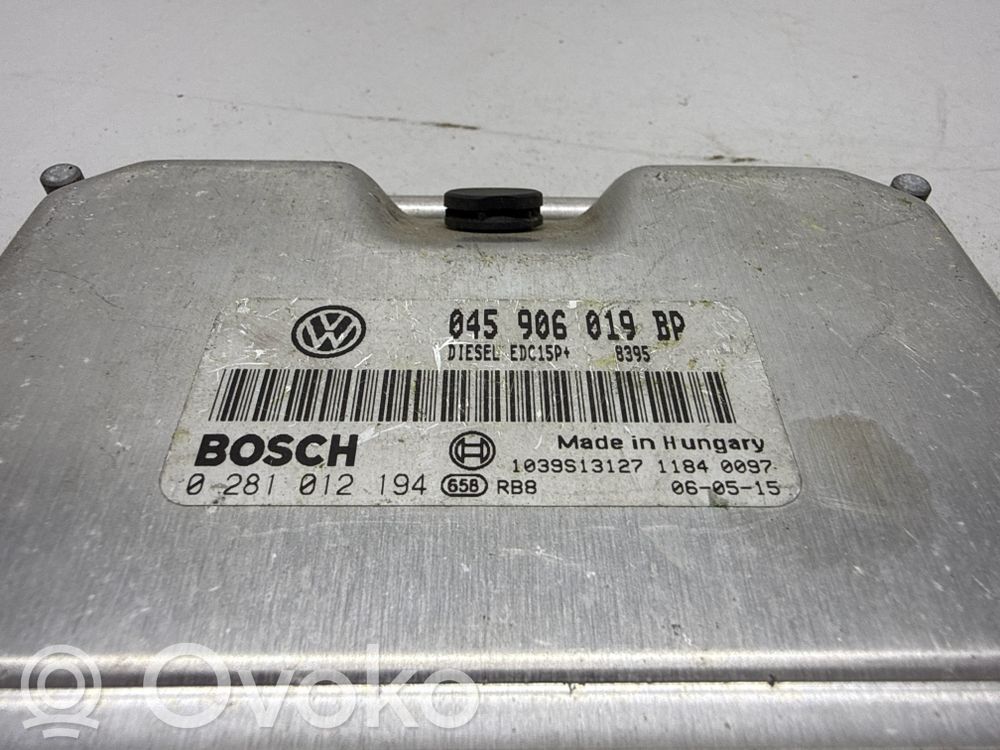 045 906 019 BP
DIESEL EDC15P+ 8395
BOSCH
Made in Hungary
1039S13127 1184 0097
0 281 012 194 658 RB8 06-05-15
Ovoko